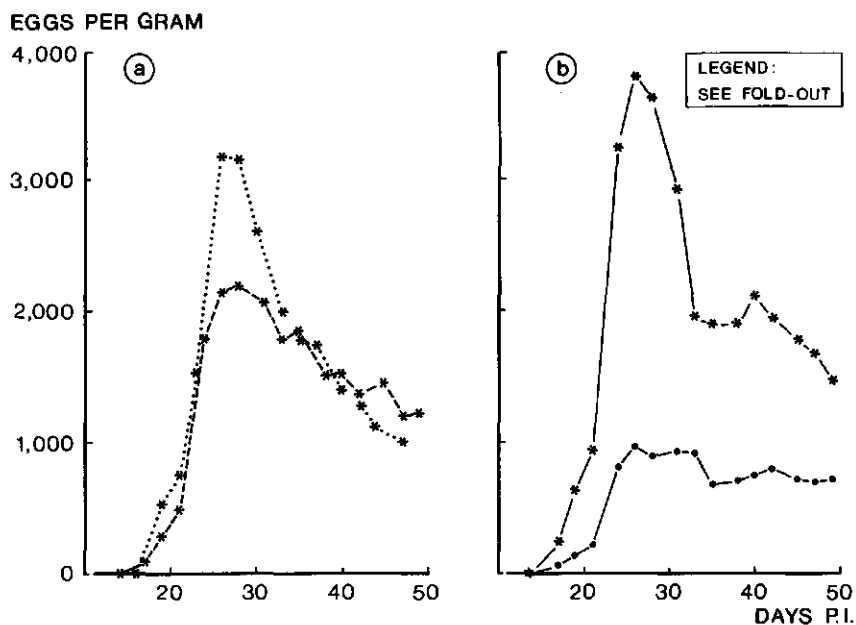 EGGS PER GRAM
4,000
3,000
2,000
1,000
0
a
20
30
40
50
b
LEGEND:
SEE FOLD-OUT
20
30
40
50
DAYS P.I.